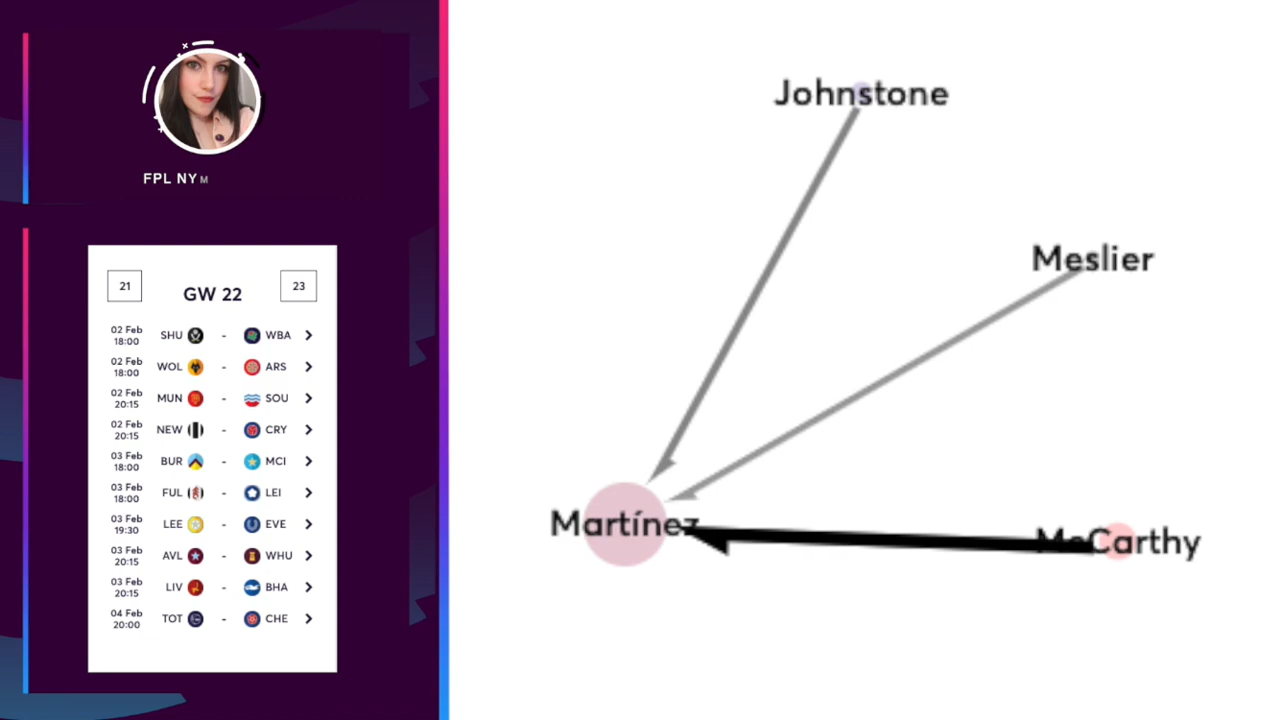 FPL NYM
21
GW 22
23
02 Feb
18:00
SHU - WBA
02 Feb
18:00
WOL - ARS
02 Feb
20:15
MUN - SOU
02 Feb
20:15
NEW - CRY
03 Feb
18:00
BUR - MCI
03 Feb
18:00
FUL - LEI
03 Feb
19:30
LEE - EVE
03 Feb
20:15
AVL - WHU
03 Feb
20:15
LIV - BHA
04 Feb
20:00
TOT - CHE
Johnstone
Meslier
Martínez
McCarthy